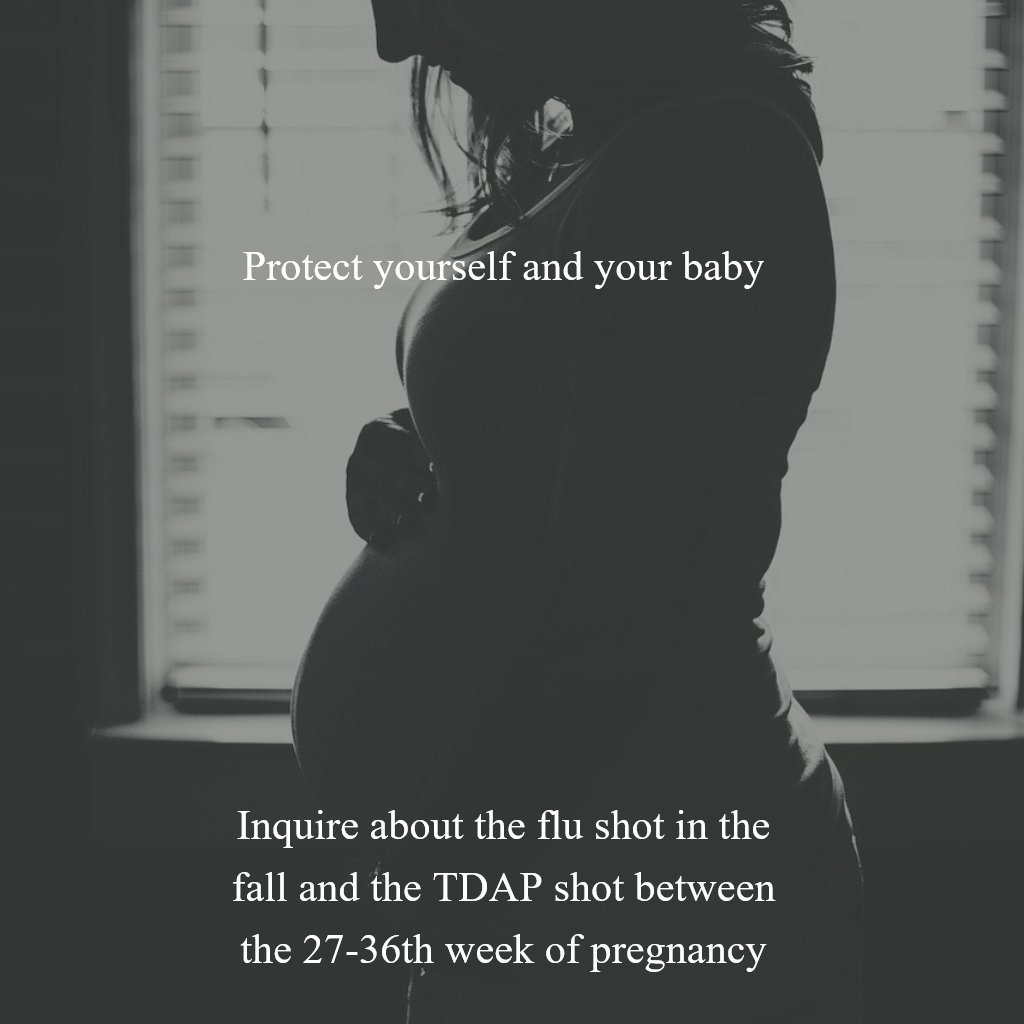 Protect yourself and your baby
Inquire about the flu shot in the
fall and the TDAP shot between
the 27-36th week of pregnancy